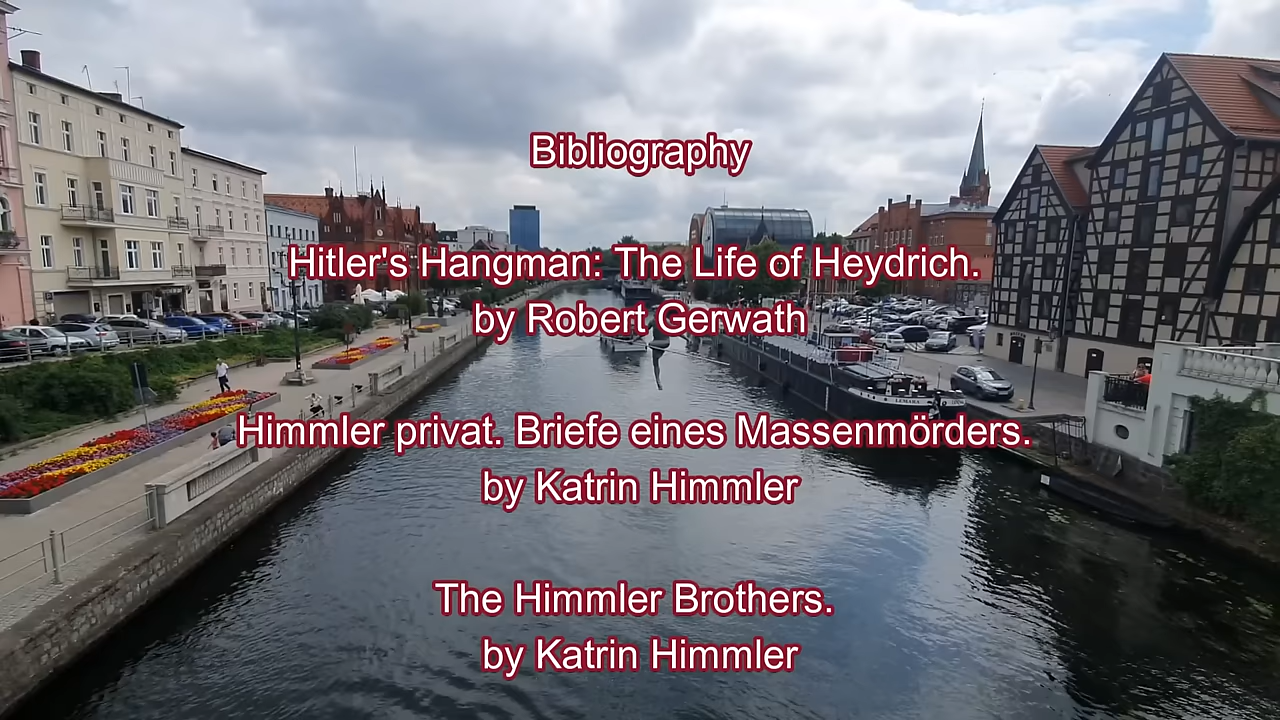 Bibliography
Hitler's Hangman: The Life of Heydrich.
by Robert Gerwath
Himmler privat. Briefe eines Massenmörders.
by Katrin Himmler
The Himmler Brothers.
by Katrin Himmler
LEMARA